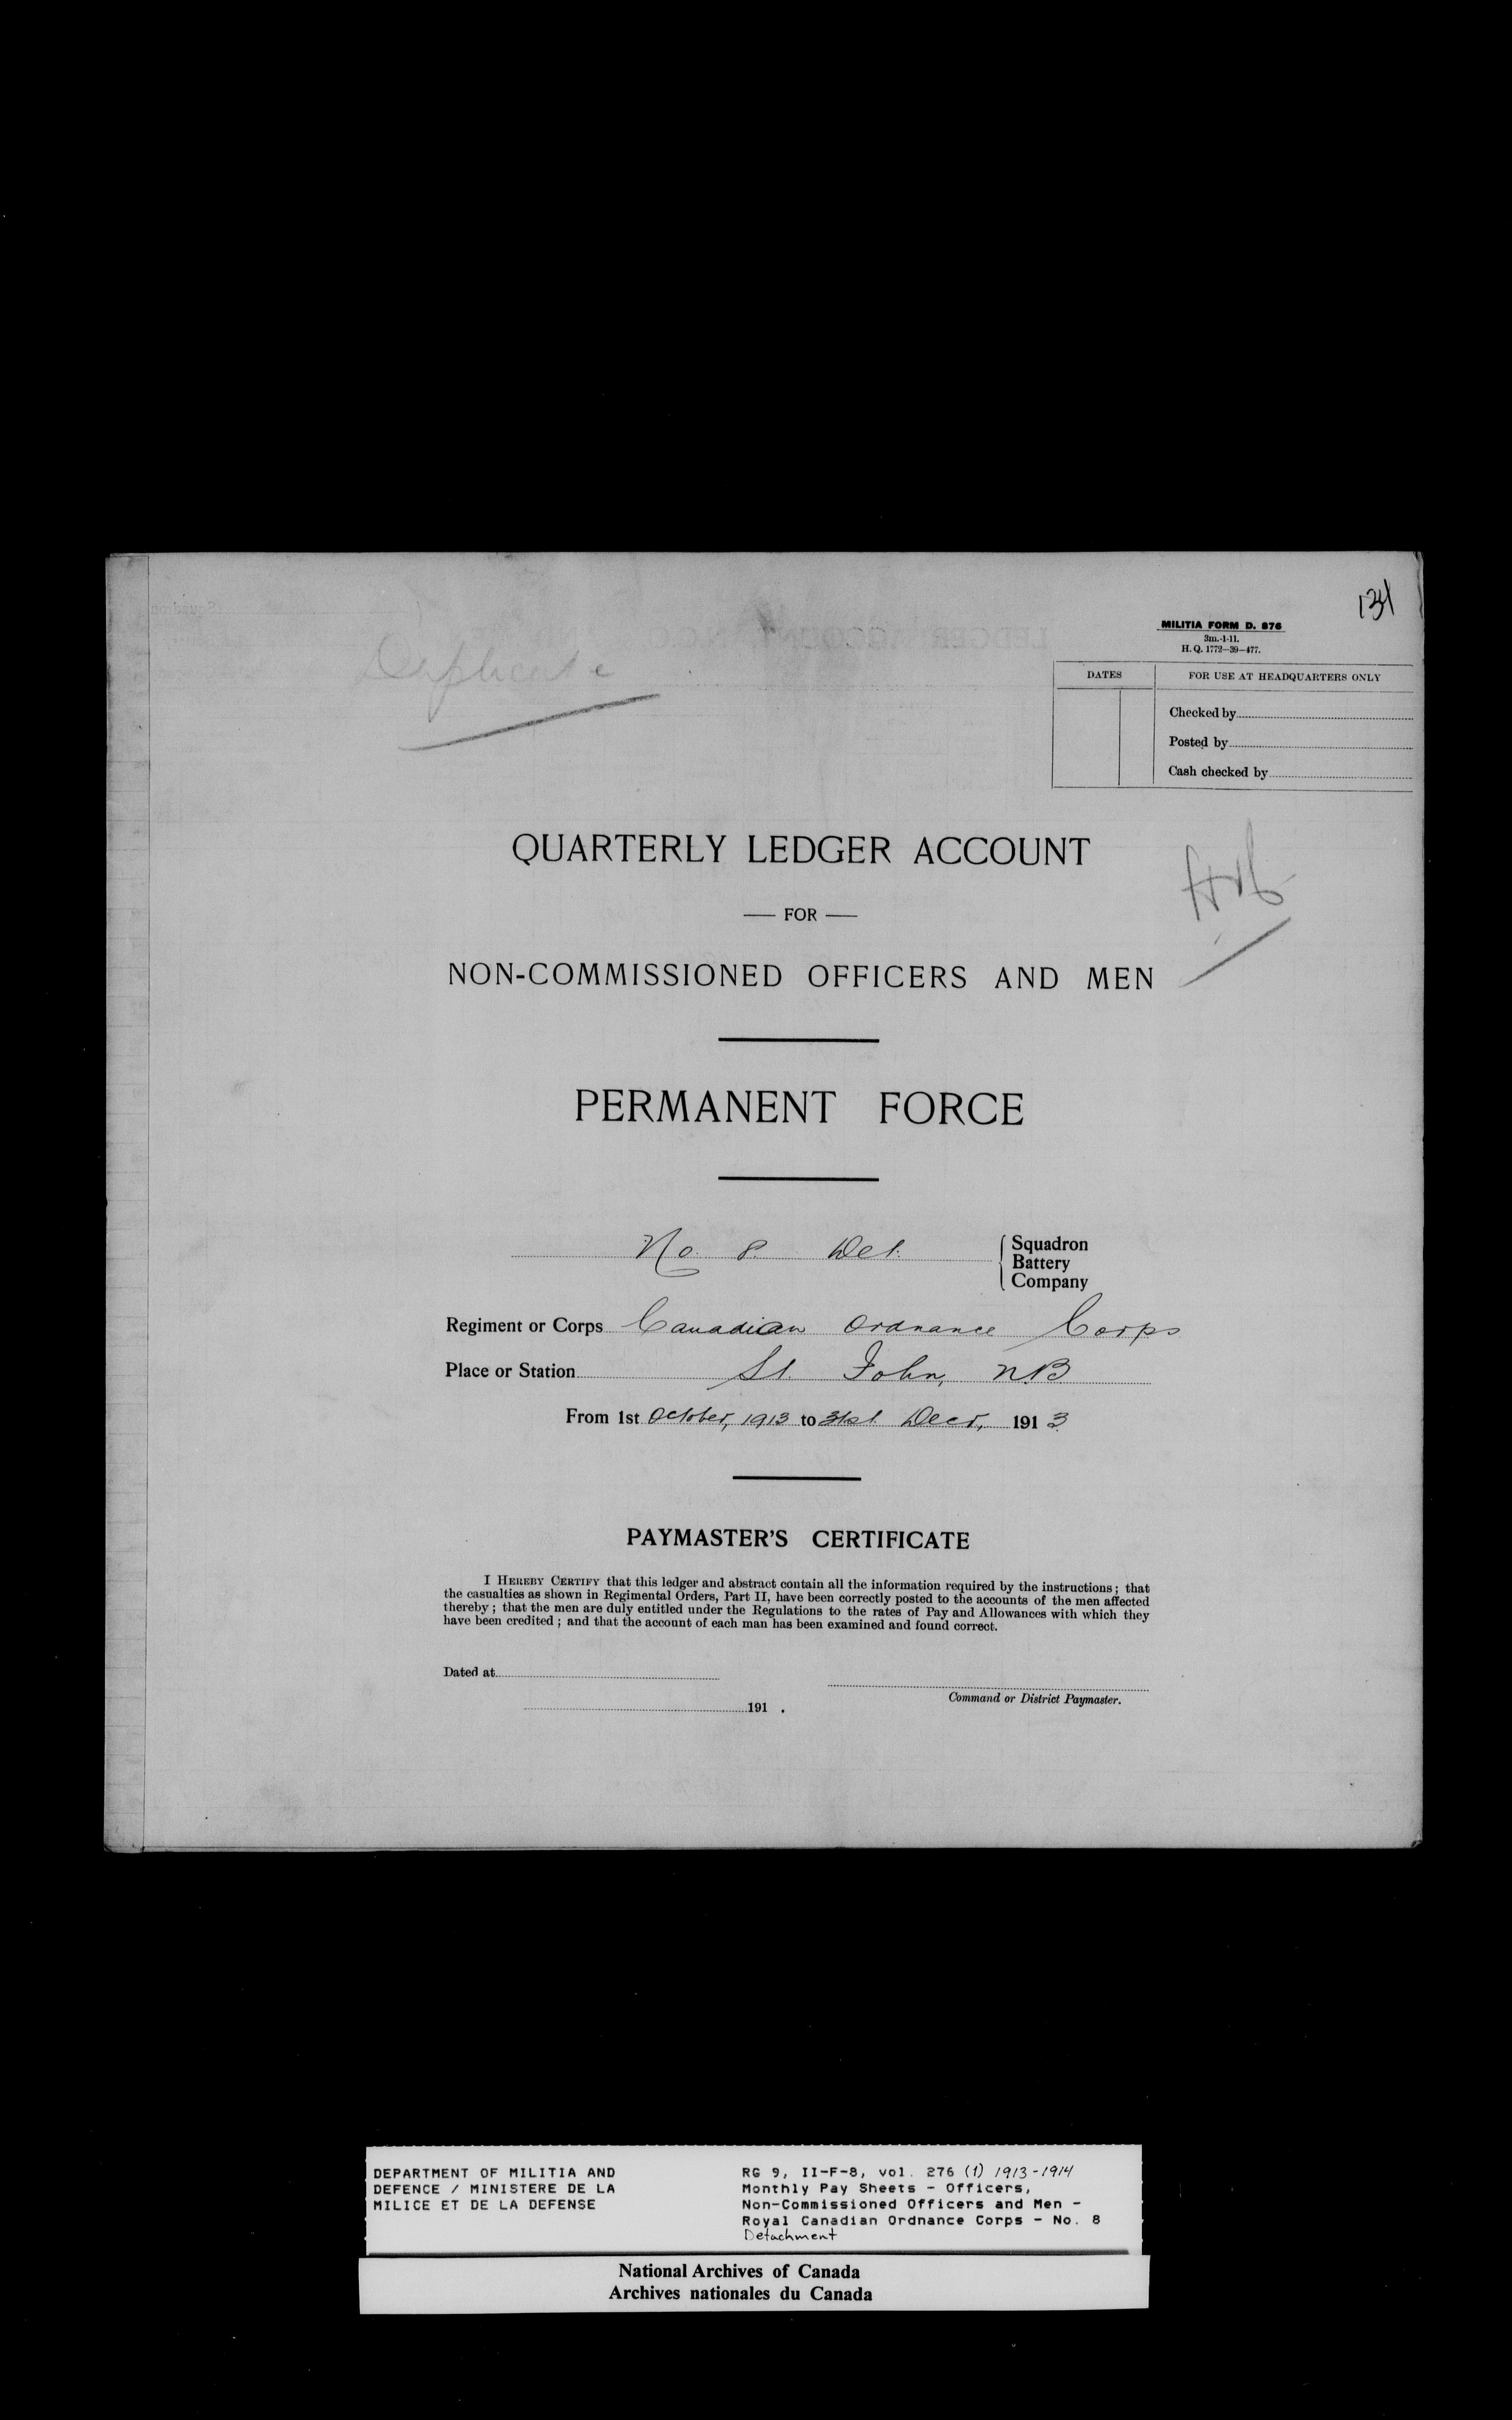 131
MILITIA FORM D. 876
3m.-1-11.
H. Q. 1772-39-477.
DATES
FOR USE AT HEADQUARTERS ONLY
Checked by
Posted by
Cash checked by
Duplicate
QUARTERLY LEDGER ACCOUNT
— FOR —
NON-COMMISSIONED OFFICERS AND MEN
PERMANENT FORCE
No. 8. Det. Squadron
Battery
Company
Regiment or Corps Canadian Ordnance Corps
Place or Station St. John, N.B.
From 1st October, 1913 to 31st Decr, 1913
PAYMASTER'S CERTIFICATE
I HEREBY CERTIFY that this ledger and abstract contain all the information required by the instructions; that
the casualties as shown in Regimental Orders, Part II, have been correctly posted to the accounts of the men affected
thereby; that the men are duly entitled under the Regulations to the rates of Pay and Allowances with which they
have been credited; and that the account of each man has been examined and found correct.
Dated at
Command or District Paymaster.
191 .
DEPARTMENT OF MILITIA AND
DEFENCE / MINISTERE DE LA
MILICE ET DE LA DEFENSE
RG 9, II-F-8, vol. 276 (1) 1913-1914
Monthly Pay Sheets - Officers,
Non-Commissioned Officers and Men -
Royal Canadian Ordnance Corps - No. 8
Detachment
National Archives of Canada
Archives nationales du Canada